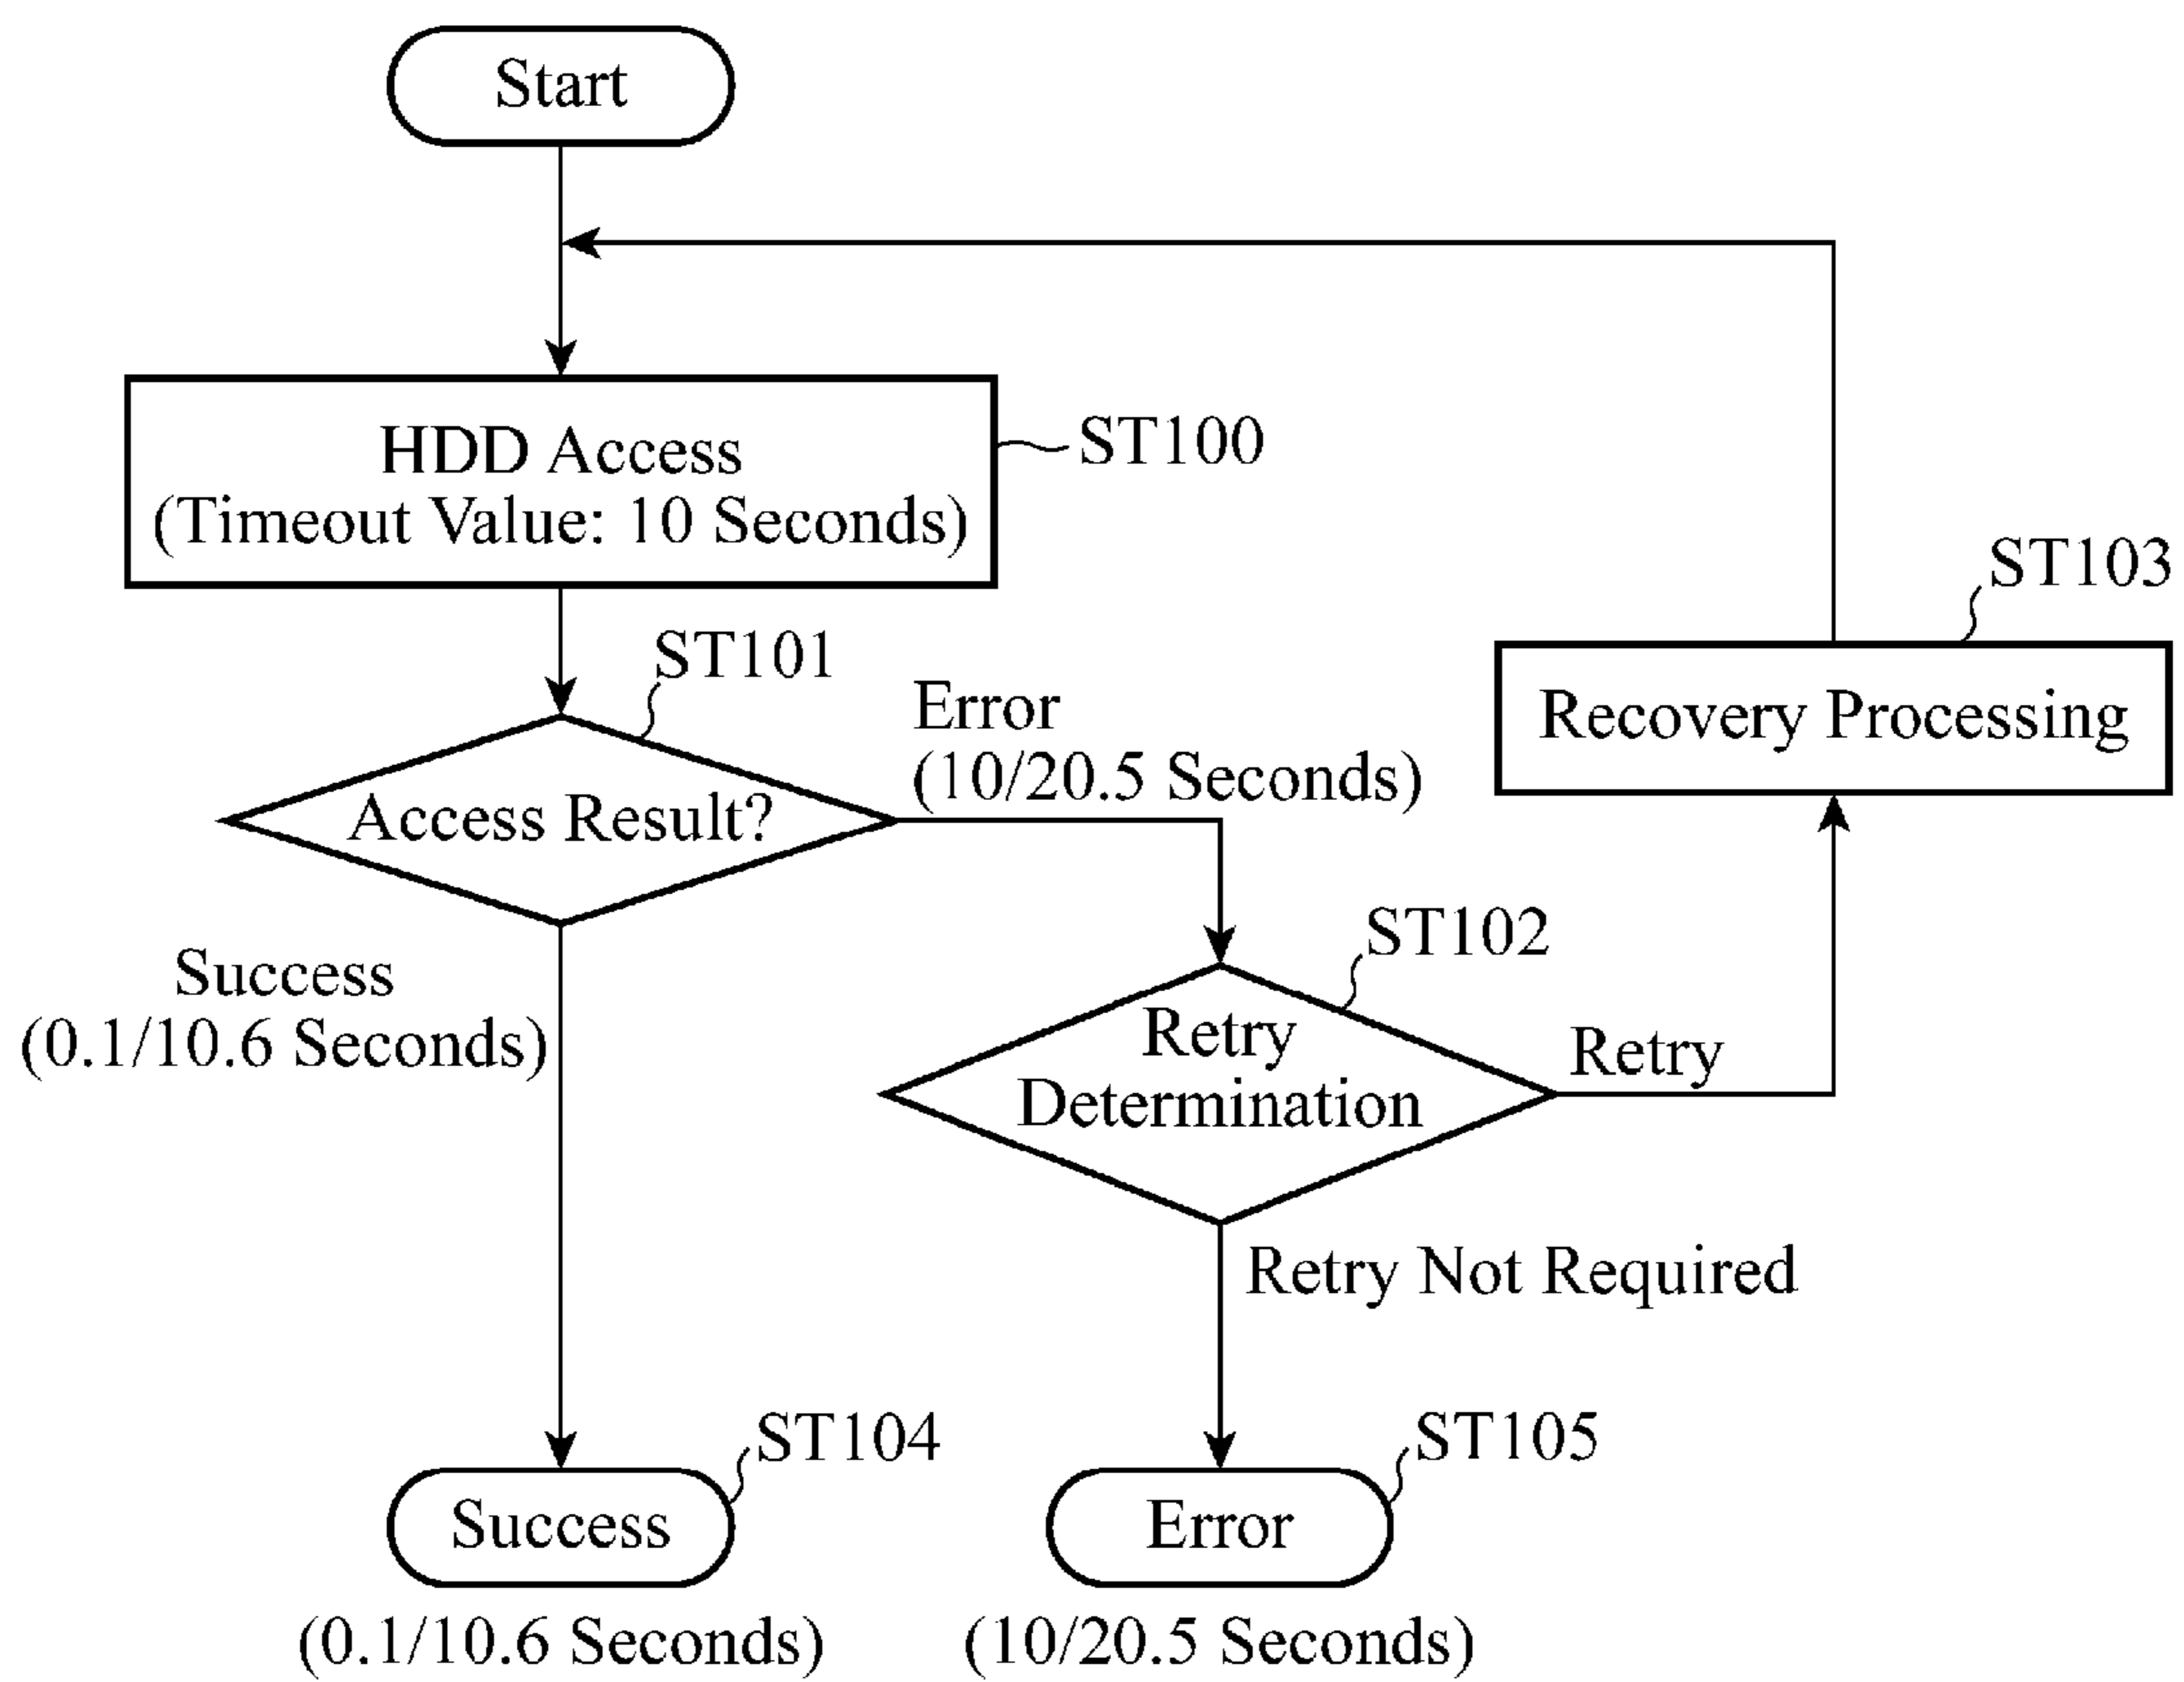 Start
HDD Access
(Timeout Value: 10 Seconds)
ST100
ST103
Recovery Processing
ST101
Access Result?
Error
(10/20.5 Seconds)
Success
(0.1/10.6 Seconds)
ST102
Retry
Determination
Retry
Retry Not Required
ST104
Success
(0.1/10.6 Seconds)
ST105
Error
(10/20.5 Seconds)